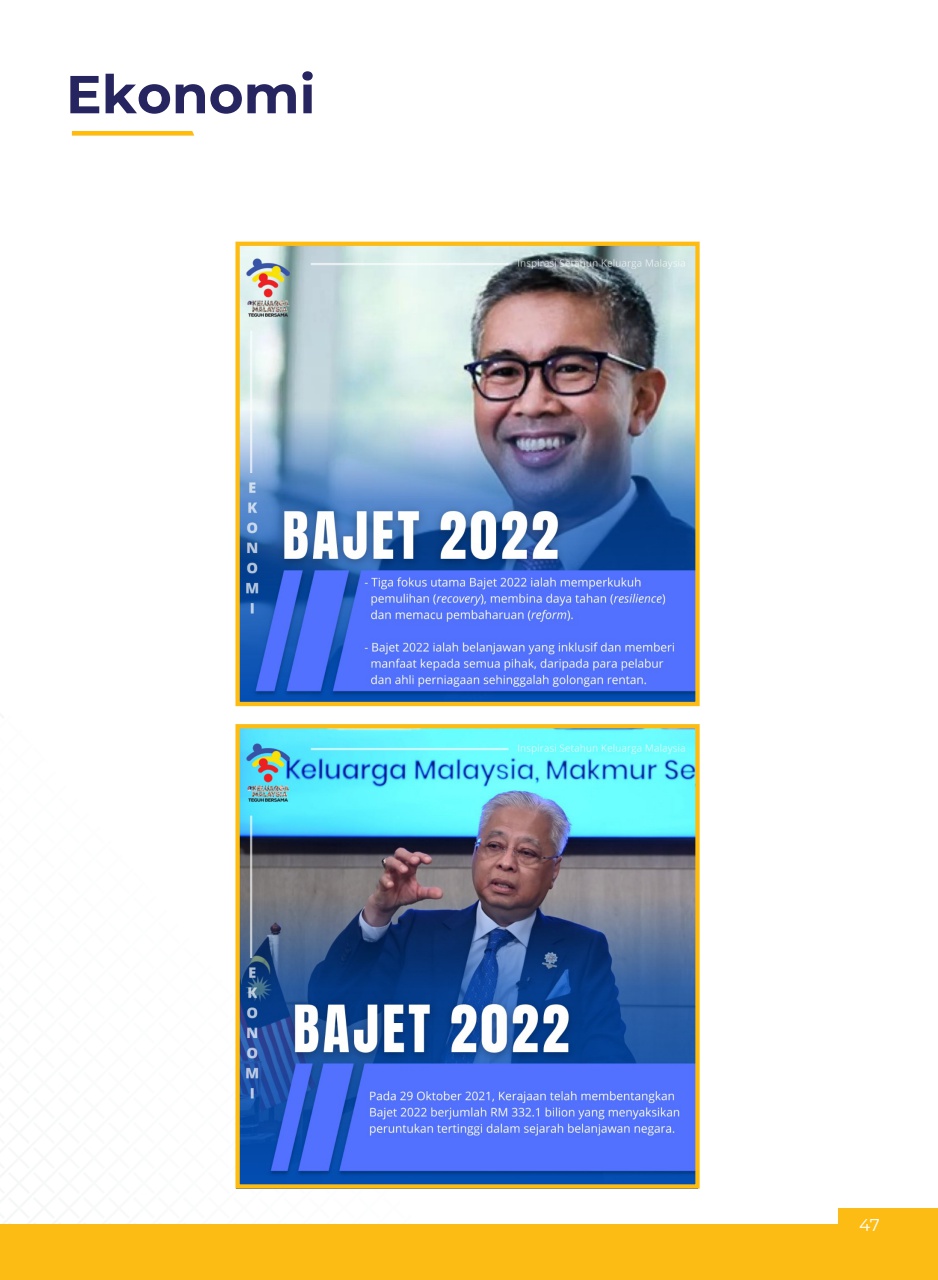 Ekonomi
Inspirasi Setahun Keluarga Malaysia
#KELUARGA
MALAYSIA
TEGUH BERSAMA
EKONOMI
BAJET 2022
- Tiga fokus utama Bajet 2022 ialah memperkukuh
pemulihan (recovery), membina daya tahan (resilience)
dan memacu pembaharuan (reform).
- Bajet 2022 ialah belanjawan yang inklusif dan memberi
manfaat kepada semua pihak, daripada para pelabur
dan ahli perniagaan sehinggalah golongan rentan.
Inspirasi Setahun Keluarga Malaysia
Keluarga Malaysia, Makmur Se
#KELUARGA
MALAYSIA
TEGUH BERSAMA
EKONOMI
BAJET 2022
Pada 29 Oktober 2021, Kerajaan telah membentangkan
Bajet 2022 berjumlah RM 332.1 bilion yang menyaksikan
peruntukan tertinggi dalam sejarah belanjawan negara.
47